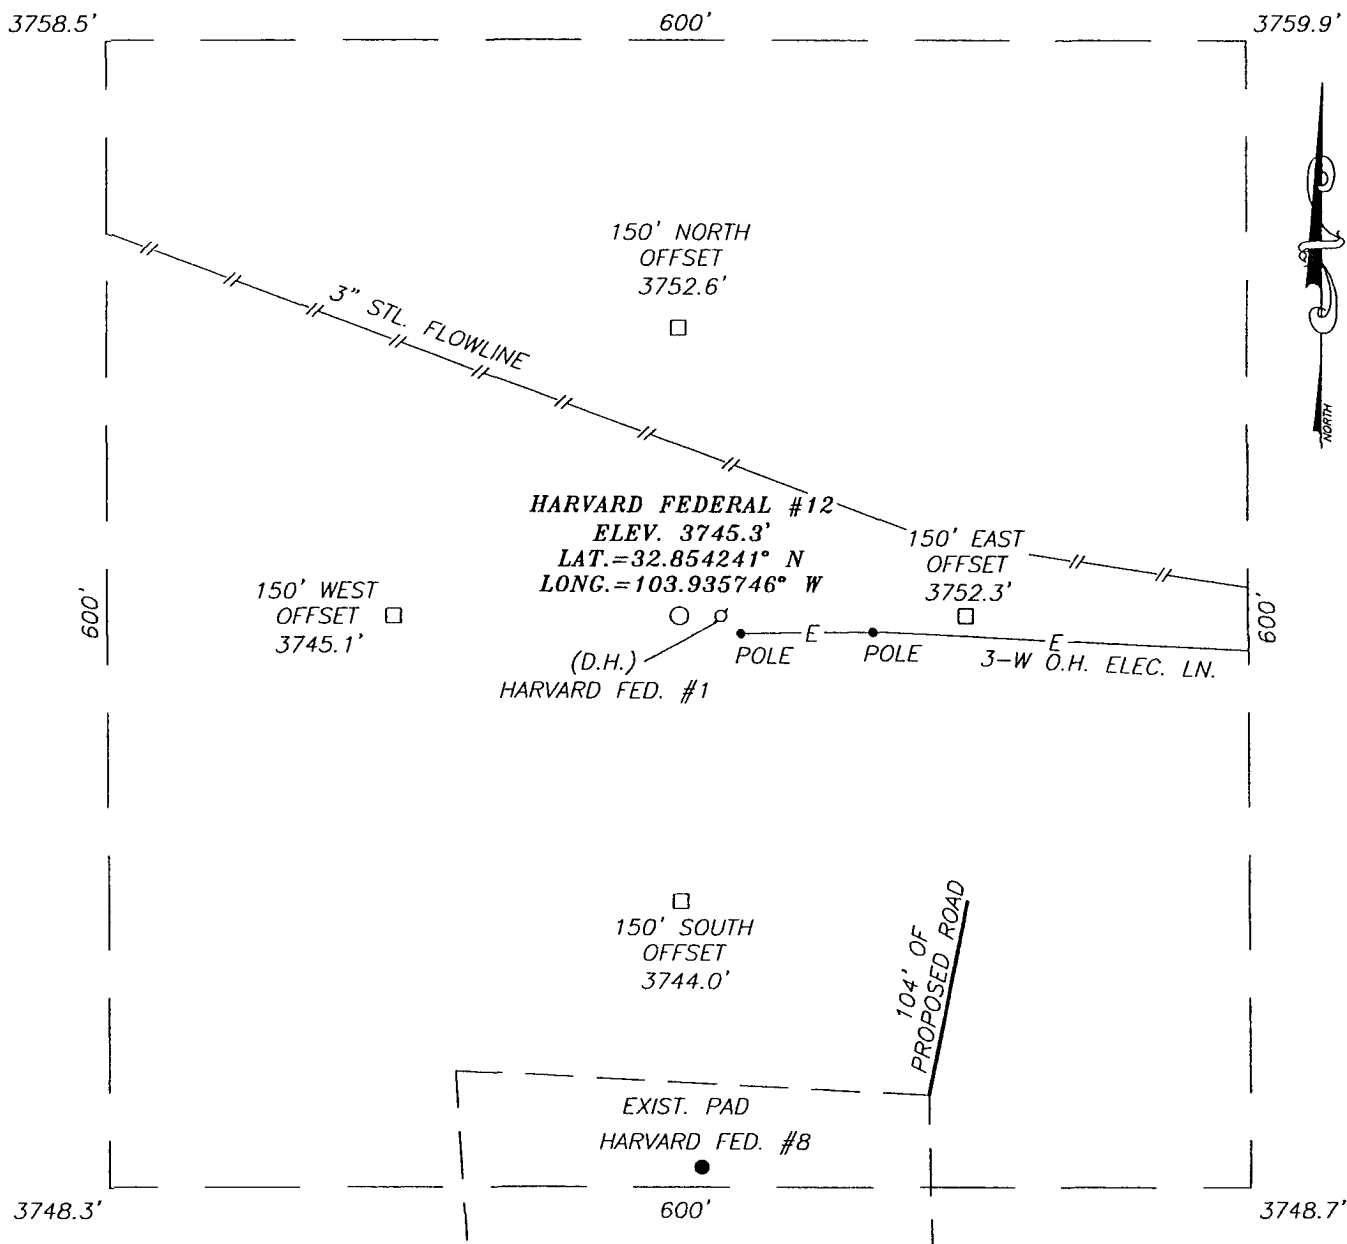 3758.5'
600'
3759.9'
NORTH
150' NORTH
OFFSET
3752.6'
3" STL. FLOWLINE
HARVARD FEDERAL #12
ELEV. 3745.3'
LAT.=32.854241° N
LONG.=103.935746° W
150' EAST
OFFSET
3752.3'
600'
150' WEST
OFFSET
3745.1'
600'
(D.H.)
HARVARD FED. #1
POLE
E
POLE
E
3-W O.H. ELEC. LN.
150' SOUTH
OFFSET
3744.0'
104' OF
PROPOSED ROAD
EXIST. PAD
HARVARD FED. #8
3748.3'
600'
3748.7'